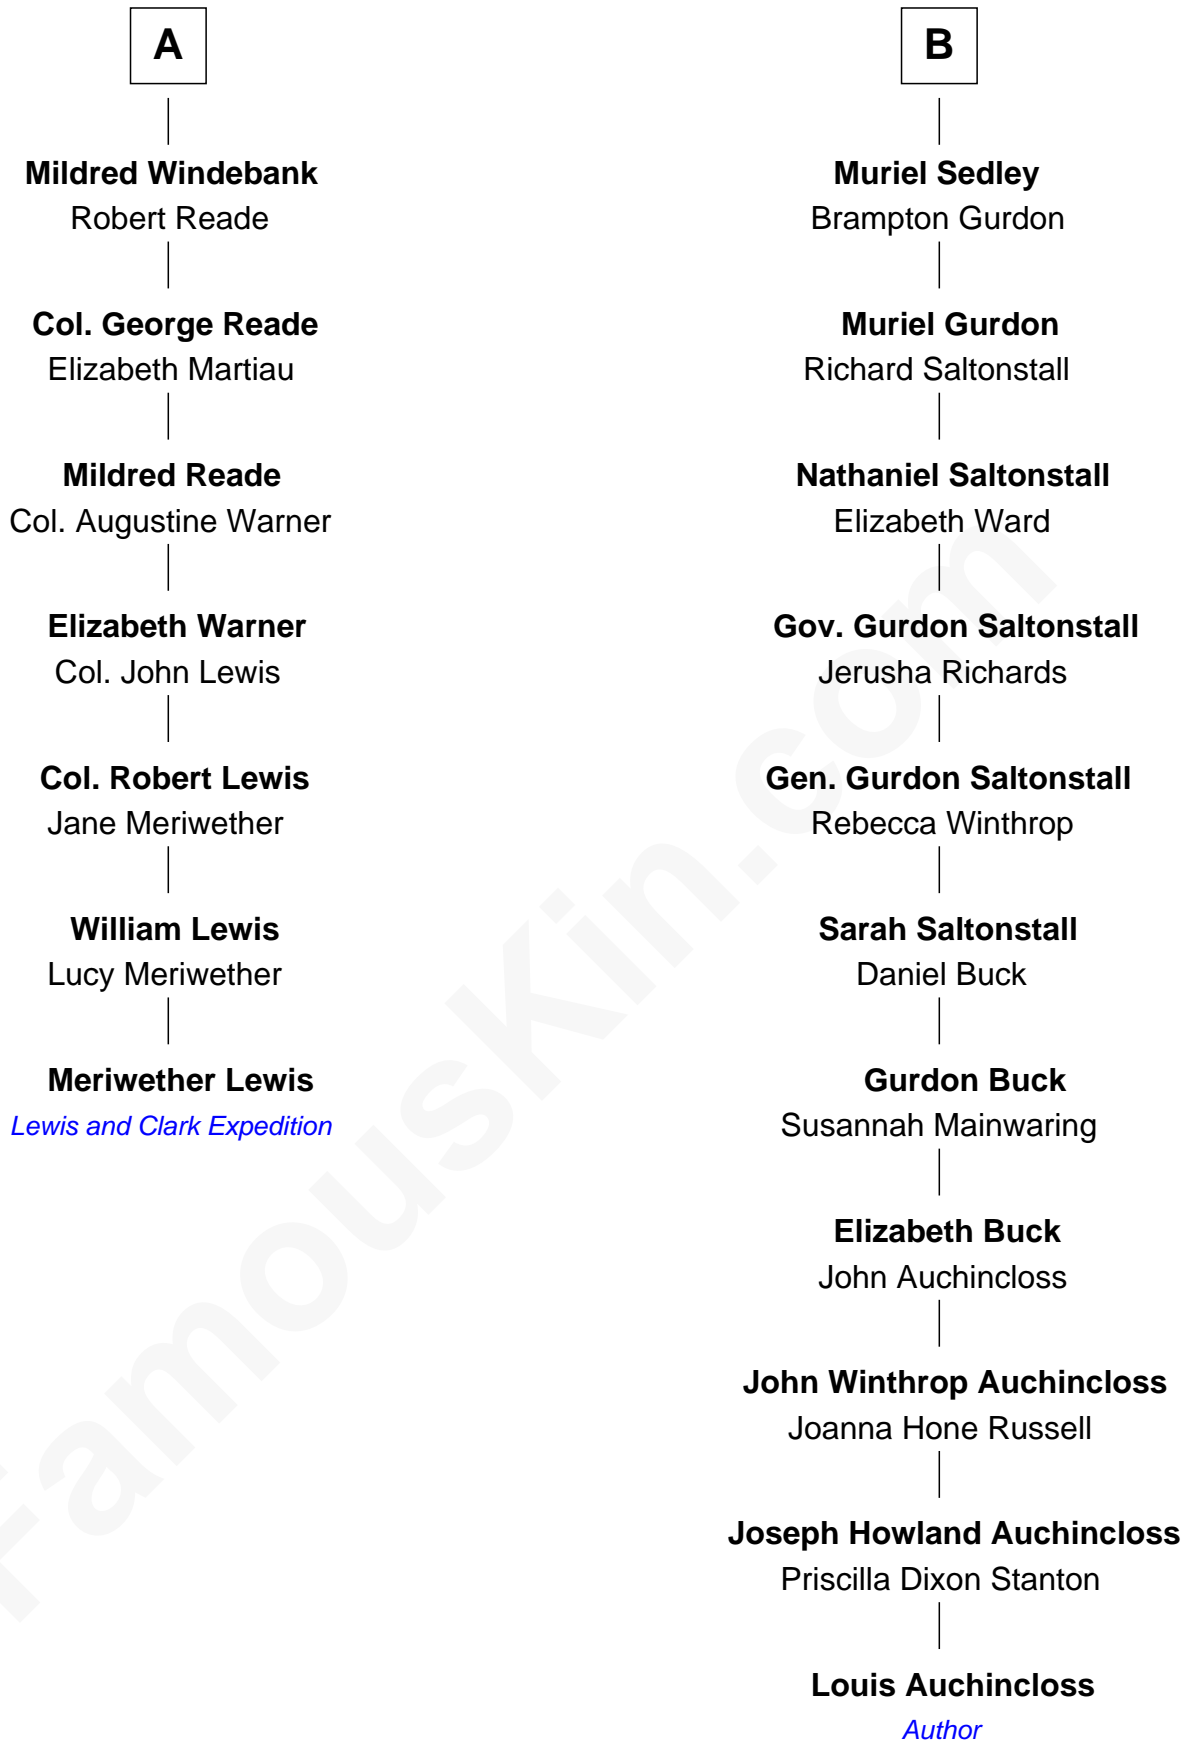 A
Mildred Windebank
Robert Reade
Col. George Reade
Elizabeth Martiau
Mildred Reade
Col. Augustine Warner
Elizabeth Warner
Col. John Lewis
Col. Robert Lewis
Jane Meriwether
William Lewis
Lucy Meriwether
Meriwether Lewis
Lewis and Clark Expedition
B
Muriel Sedley
Brampton Gurdon
Muriel Gurdon
Richard Saltonstall
Nathaniel Saltonstall
Elizabeth Ward
Gov. Gurdon Saltonstall
Jerusha Richards
Gen. Gurdon Saltonstall
Rebecca Winthrop
Sarah Saltonstall
Daniel Buck
Gurdon Buck
Susannah Mainwaring
Elizabeth Buck
John Auchincloss
John Winthrop Auchincloss
Joanna Hone Russell
Joseph Howland Auchincloss
Priscilla Dixon Stanton
Louis Auchincloss
Author
FamousKin.com